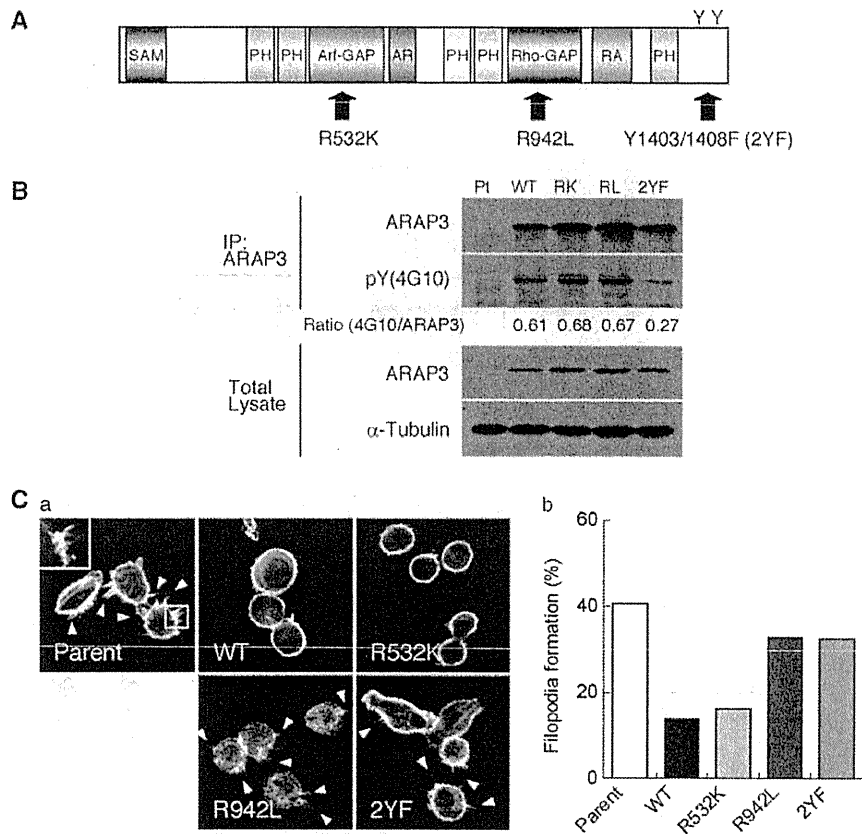 A
Y Y
SAM PH PH Arf-GAP AR PH PH Rho-GAP RA PH
R532K R942L Y1403/1408F (2YF)
B
Pt WT RK RL 2YF
IP: ARAP3
ARAP3
pY(4G10)
Ratio (4G10/ARAP3) 0.61 0.68 0.67 0.27
Total Lysate
ARAP3
α-Tubulin
C
a
Parent
WT
R532K
R942L
2YF
b
Filopodia formation (%)
60
40
20
0
Parent WT R532K R942L 2YF